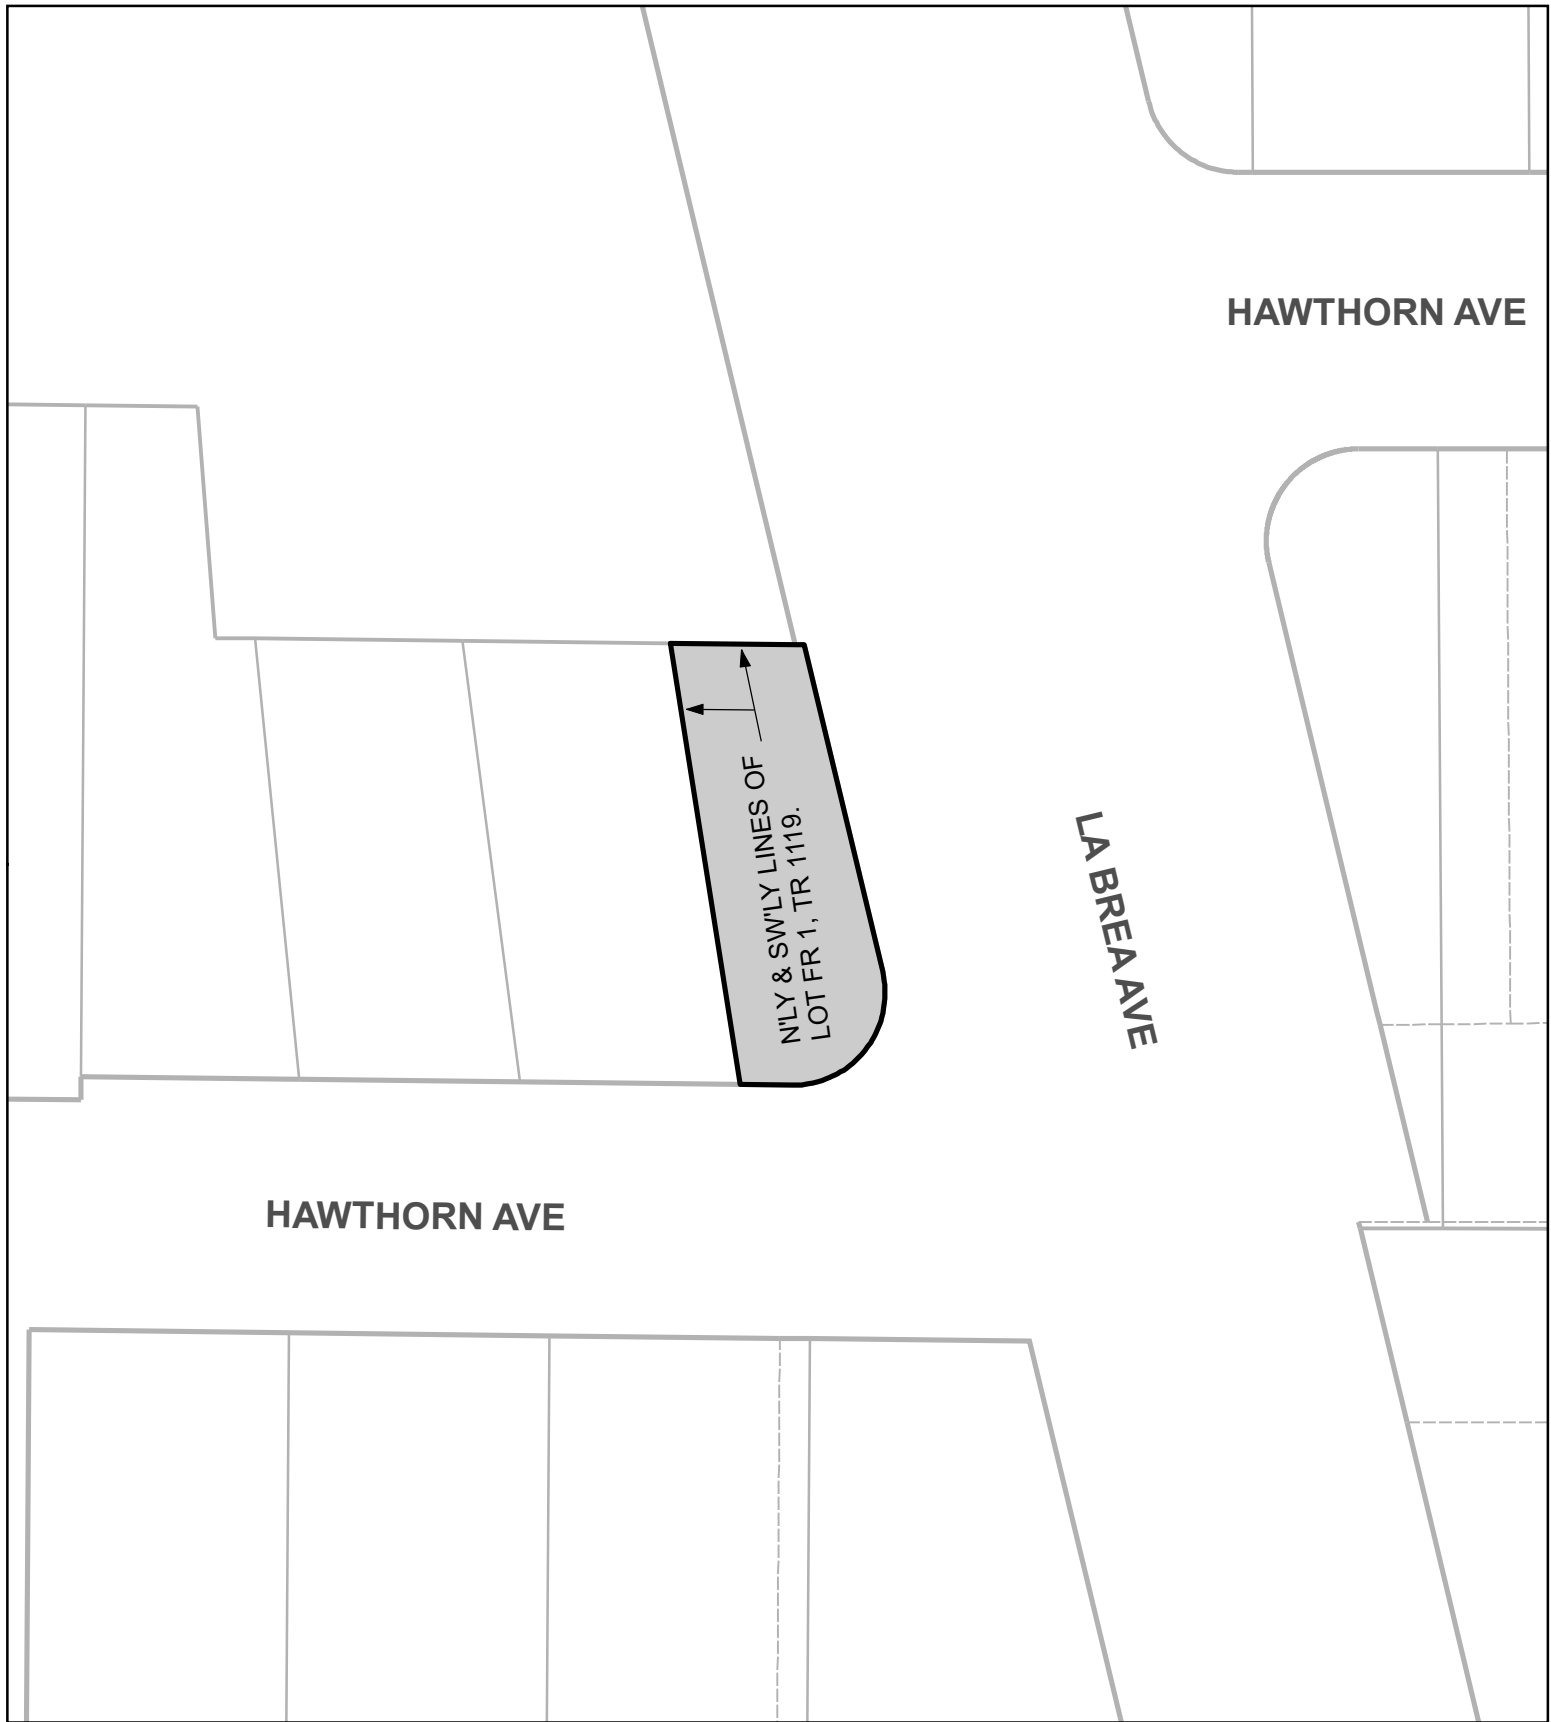 HAWTHORN AVE
N'LY & SW'LY LINES OF
LOT FR 1, TR 1119.
LA BREA AVE
HAWTHORN AVE